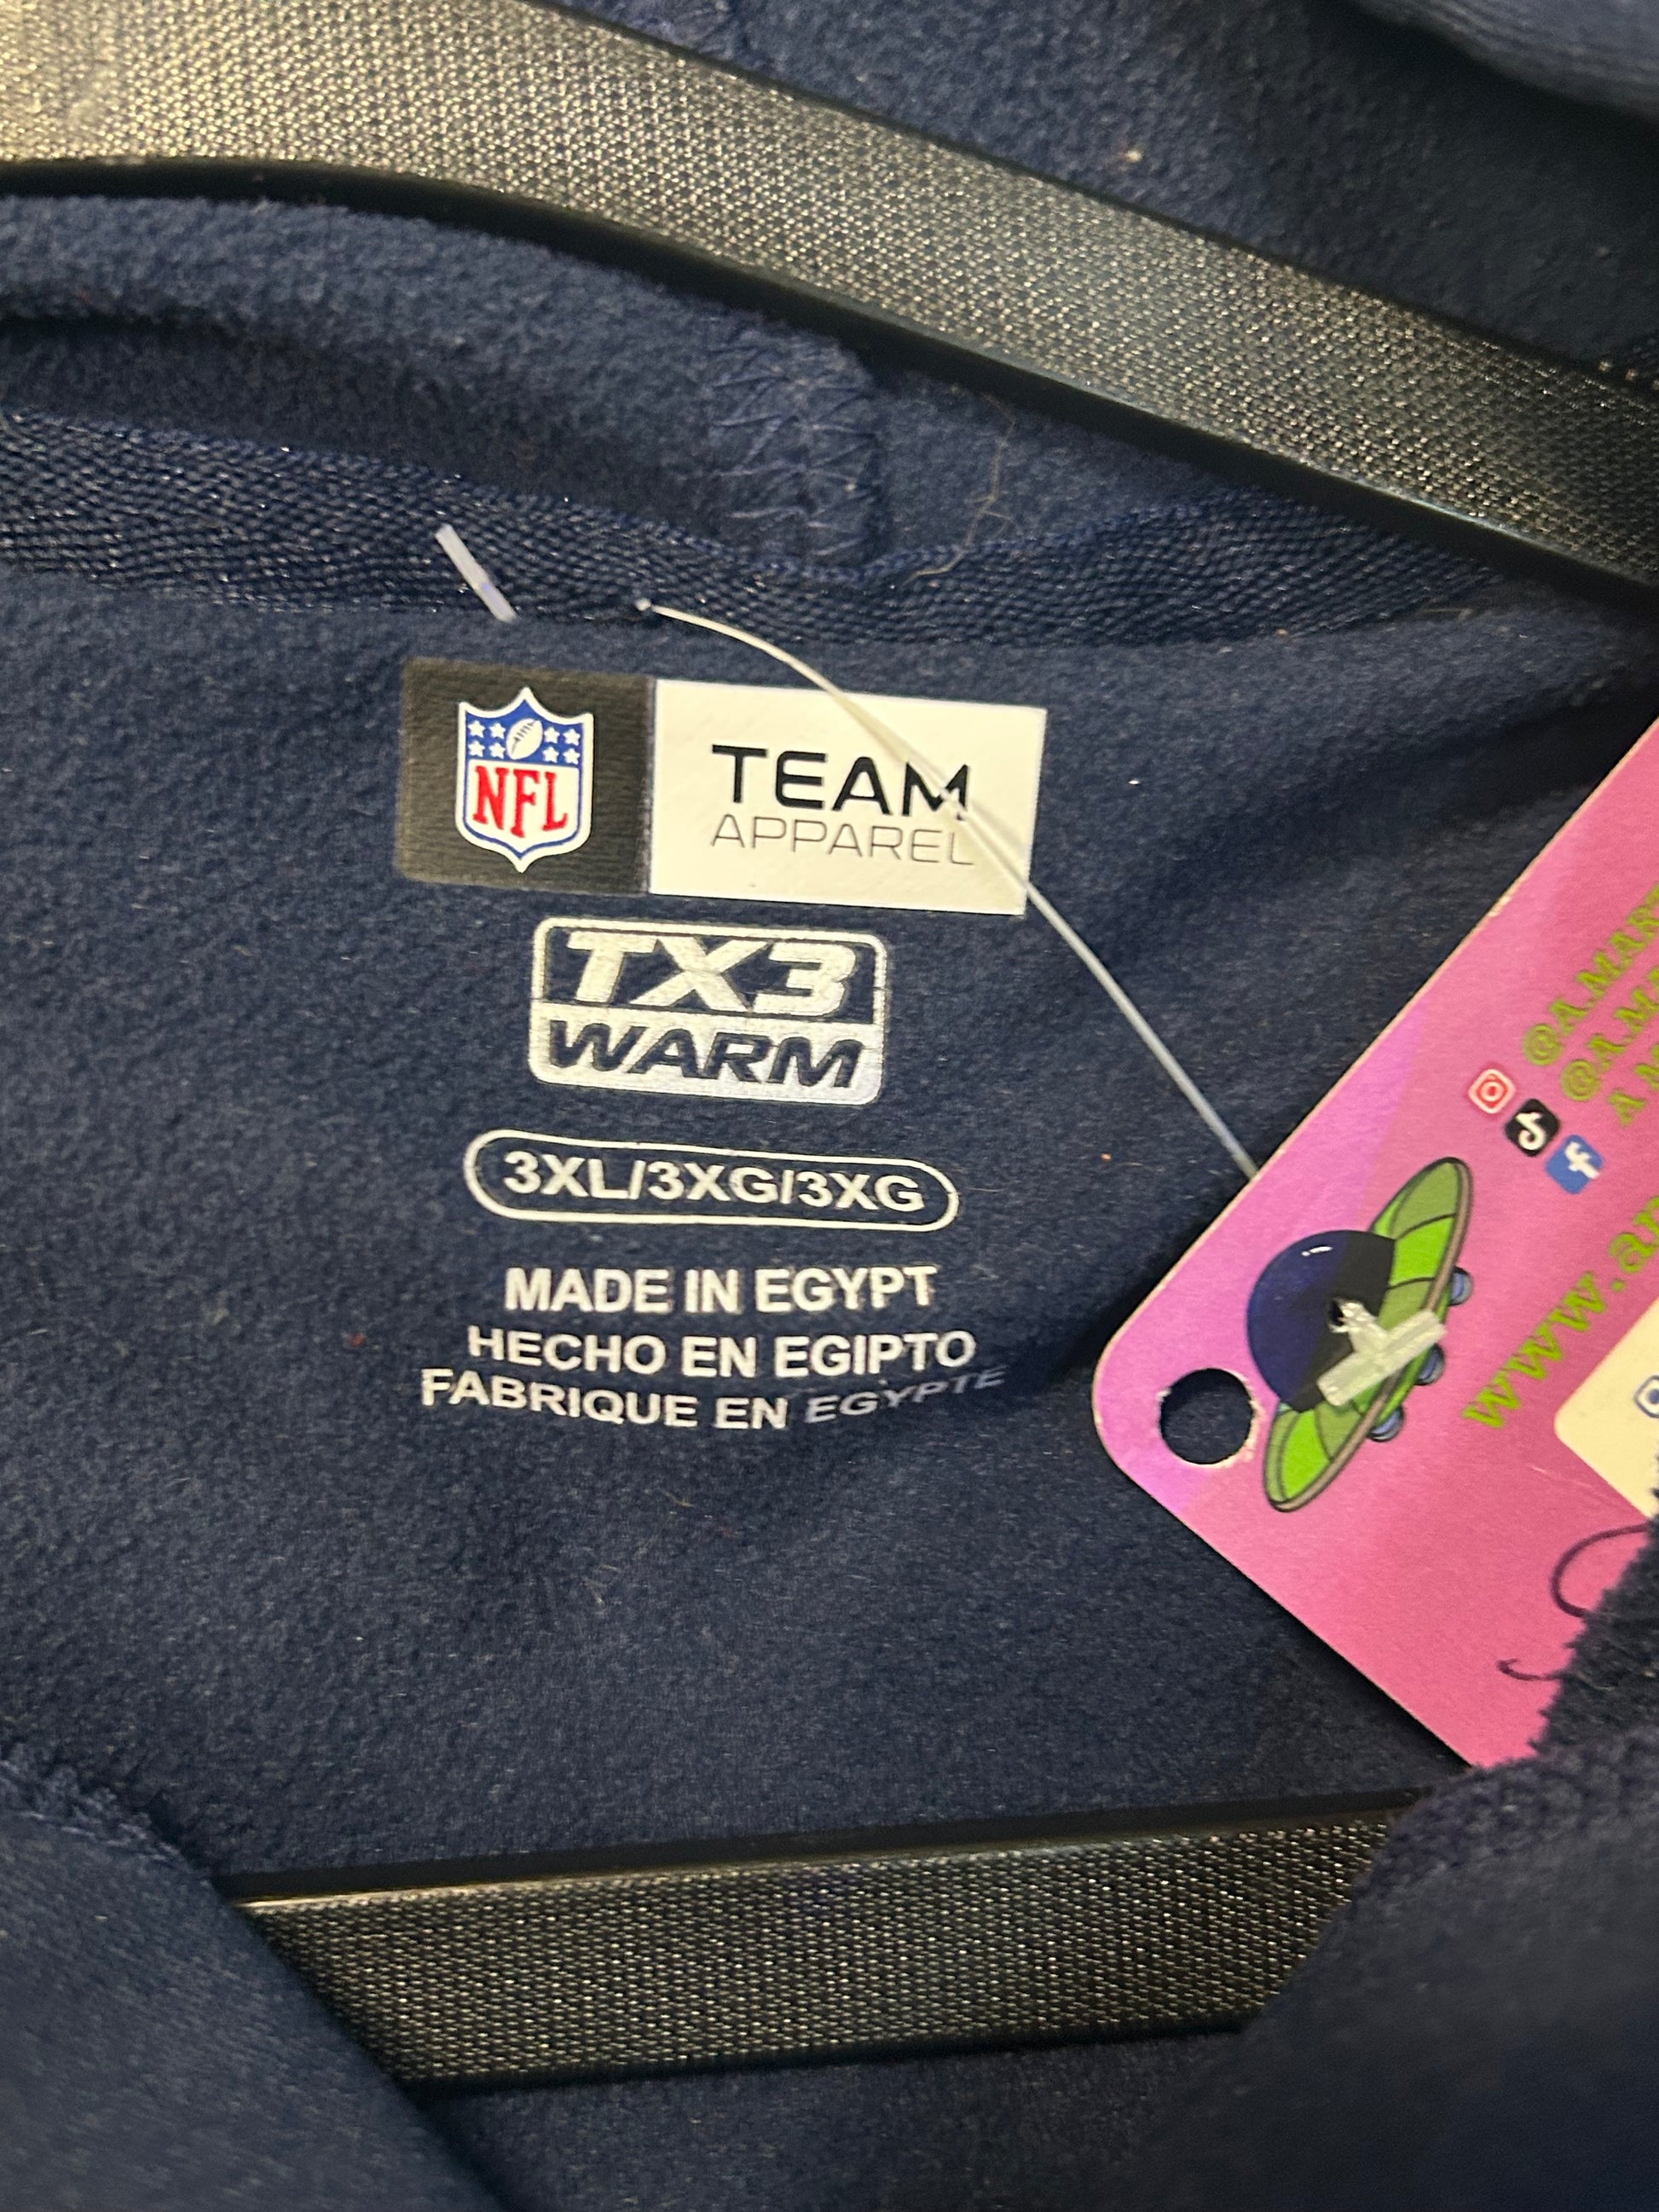 NFL
TEAM
APPAREL
TX3
WARM
3XL/3XG/3XG
MADE IN EGYPT
HECHO EN EGIPTO
FABRIQUE EN EGYPTE